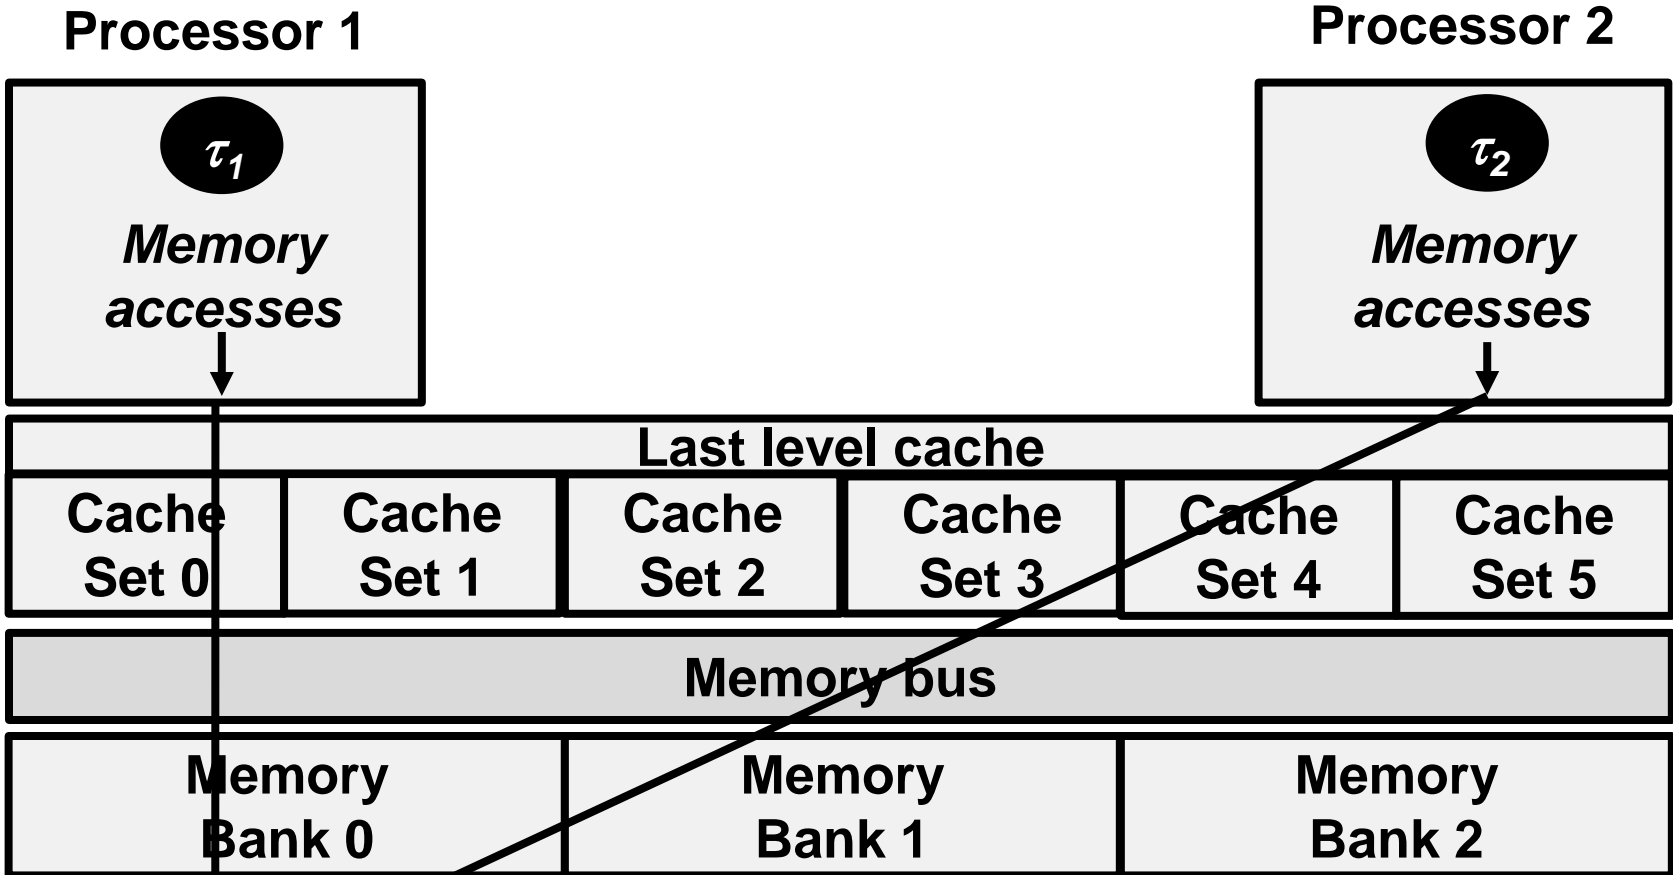 Processor 1
Processor 2
τ1
Memory
accesses
τ2
Memory
accesses
Last level cache
Cache
Set 0
Cache
Set 1
Cache
Set 2
Cache
Set 3
Cache
Set 4
Cache
Set 5
Memory bus
Memory
Bank 0
Memory
Bank 1
Memory
Bank 2